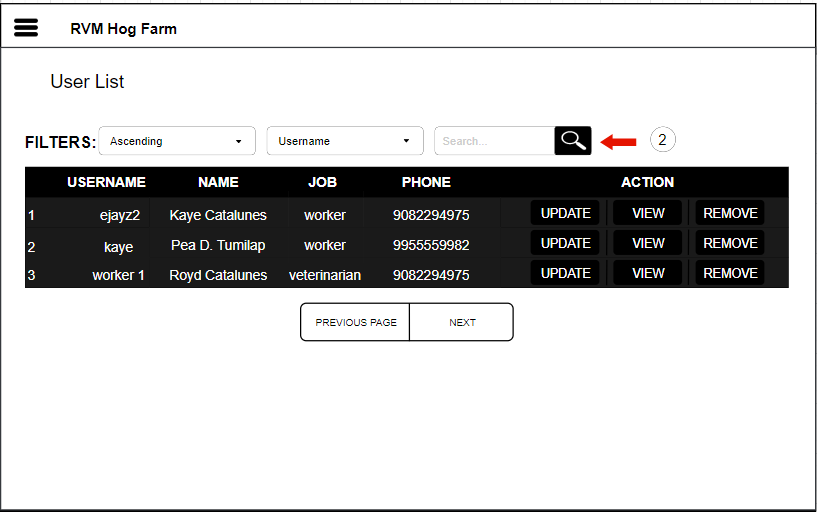 RVM Hog Farm
User List
FILTERS: Ascending Username Search... 2
USERNAME NAME JOB PHONE ACTION
1 ejayz2 Kaye Catalunes worker 9082294975 UPDATE VIEW REMOVE
2 kaye Pea D. Tumilap worker 9955559982 UPDATE VIEW REMOVE
3 worker 1 Royd Catalunes veterinarian 9082294975 UPDATE VIEW REMOVE
PREVIOUS PAGE NEXT